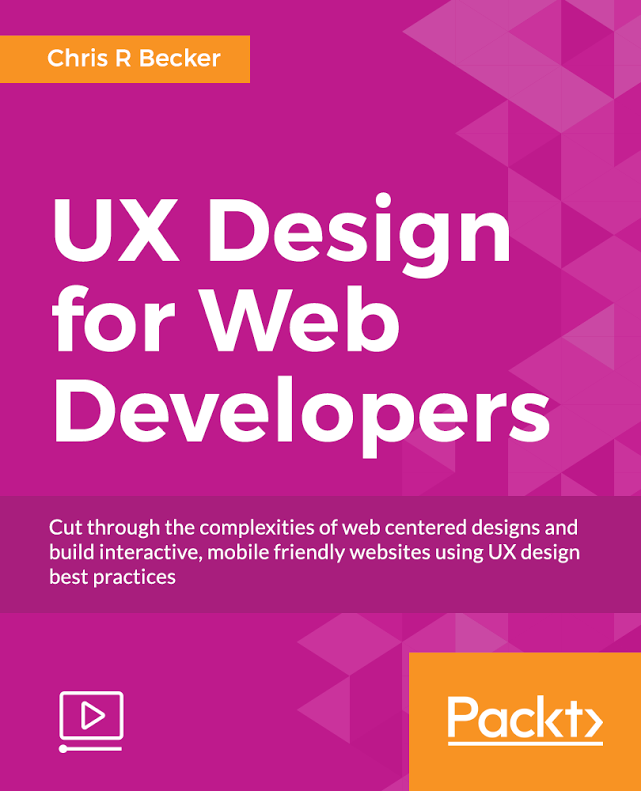 Chris R Becker
UX Design
for Web
Developers
Cut through the complexities of web centered designs and
build interactive, mobile friendly websites using UX design
best practices
Packt>